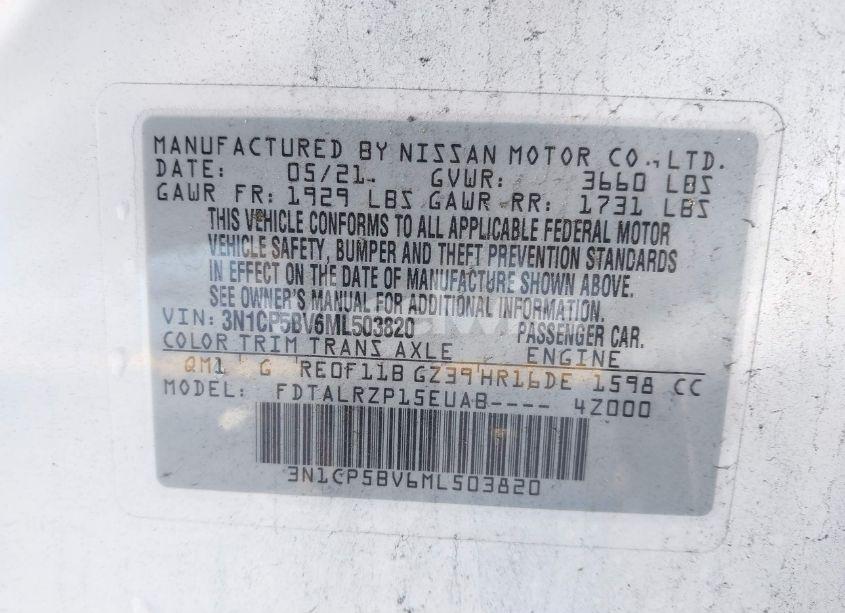 MANUFACTURED BY NISSAN MOTOR CO., LTD.
DATE: 05/21 GVWR: 3660 LBS
GAWR FR: 1929 LBS GAWR RR: 1731 LBS
THIS VEHICLE CONFORMS TO ALL APPLICABLE FEDERAL MOTOR
VEHICLE SAFETY, BUMPER AND THEFT PREVENTION STANDARDS
IN EFFECT ON THE DATE OF MANUFACTURE SHOWN ABOVE.
SEE OWNER'S MANUAL FOR ADDITIONAL INFORMATION.
VIN: 3N1CP5BV6ML503820 PASSENGER CAR.
COLOR TRIM TRANS AXLE ENGINE
QM1 G RE0F11B GZ39 HR16DE 1598 CC
MODEL: FDTALRZP15EUAB---- 4Z000
3N1CP5BV6ML503820